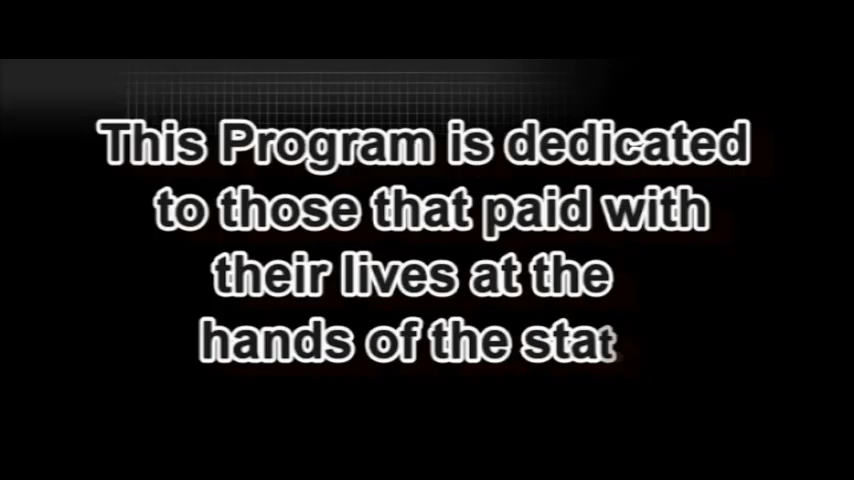 This Program is dedicated
to those that paid with
their lives at the
hands of the stat